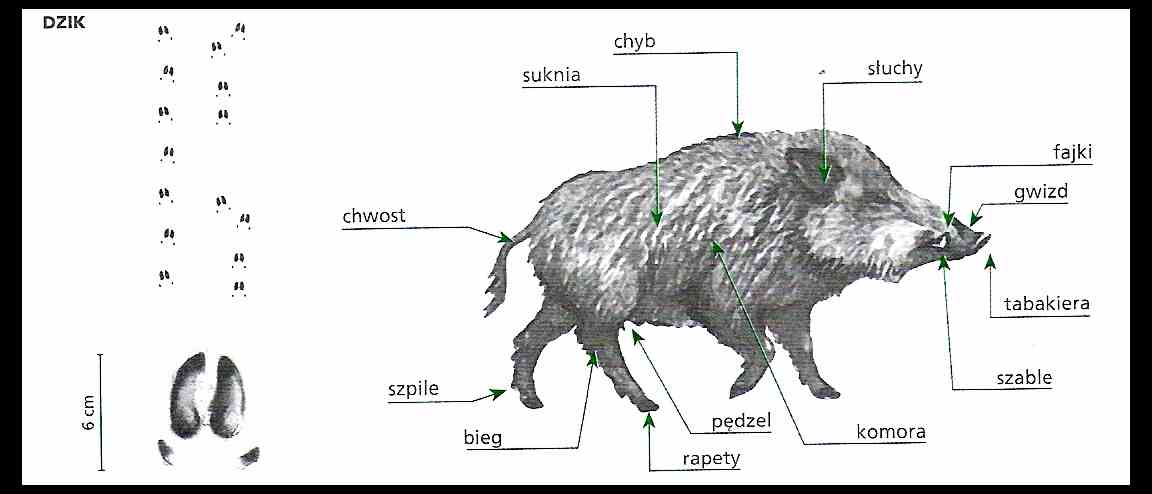 DZIK
chyb
suknia
słuchy
fajki
gwizd
chwost
tabakiera
szpile
szable
pędzel
bieg
komora
rapety
6 cm